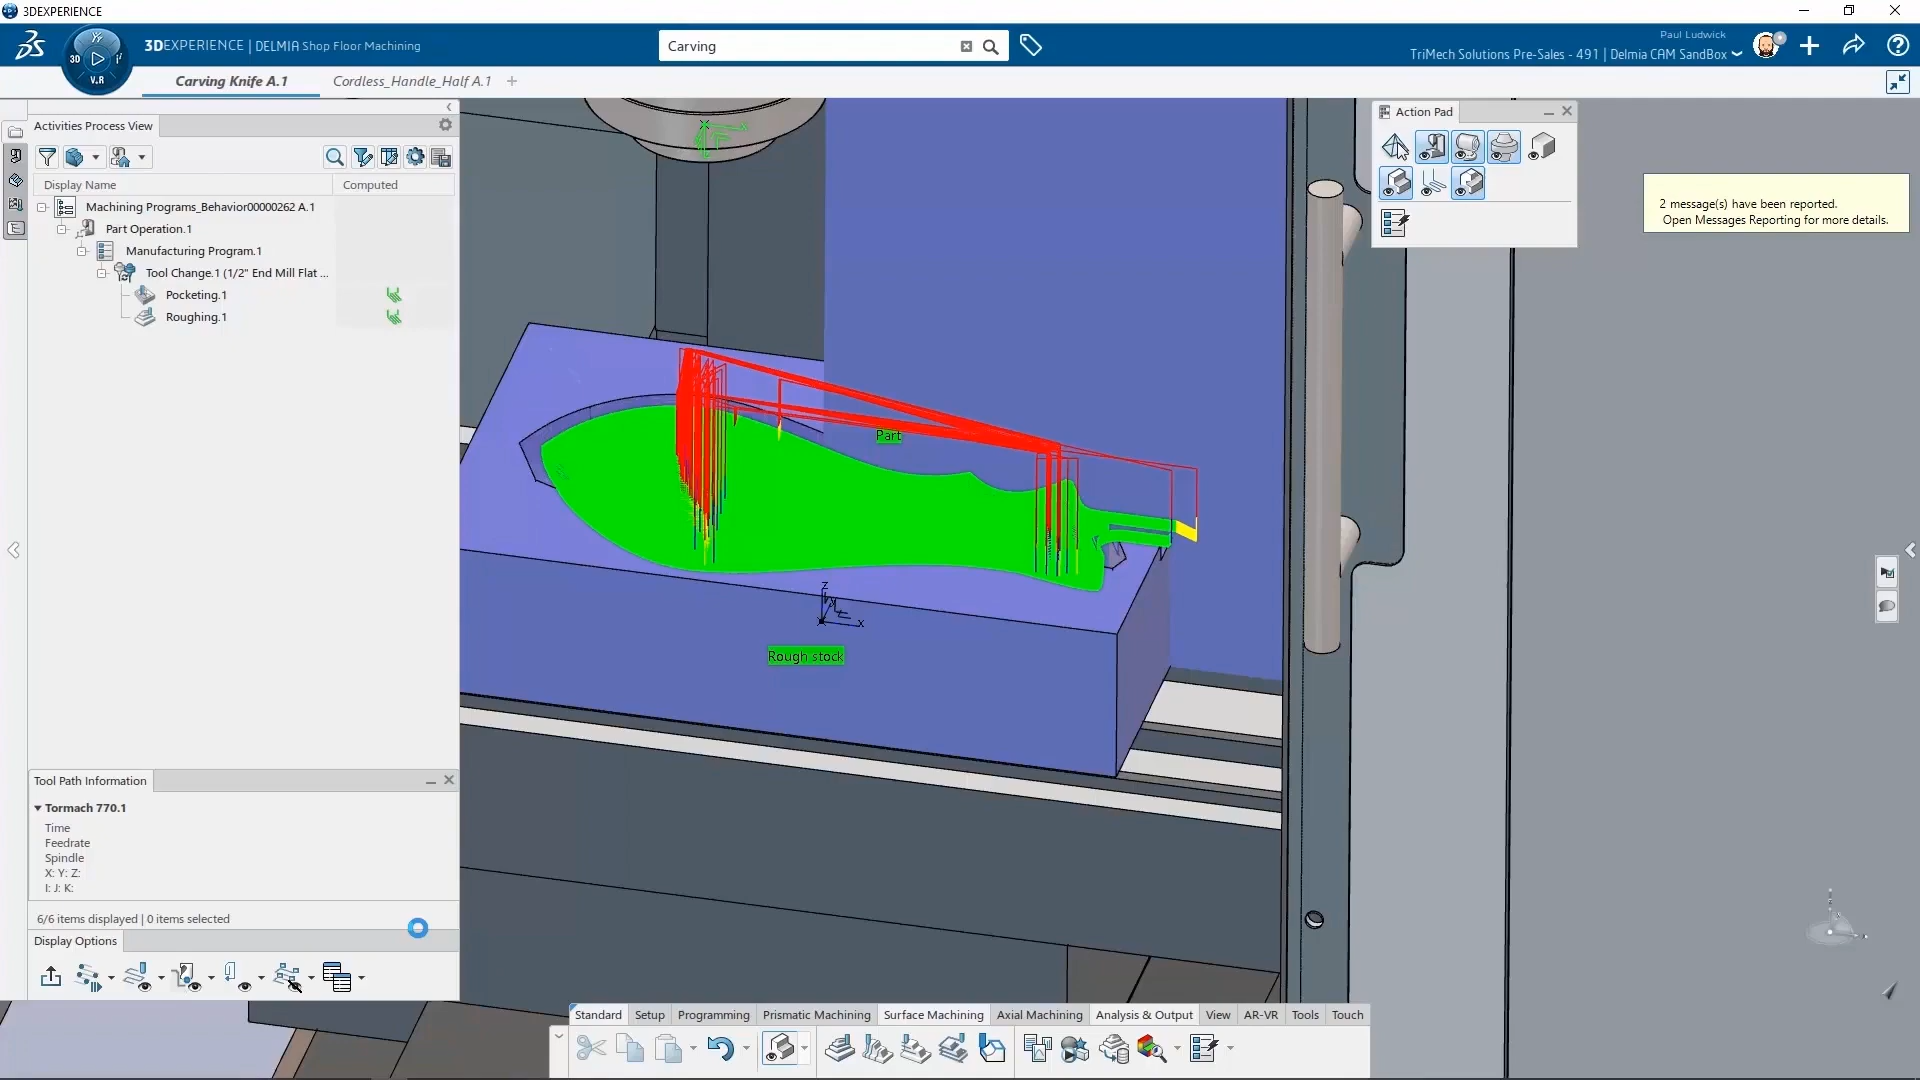 3DEXPERIENCE
3DEXPERIENCE | DELMIA Shop Floor Machining
3D
V.R
Carving
Paul Ludwick
TriMech Solutions Pre-Sales - 491 | Delmia CAM SandBox
Carving Knife A.1
Cordless_Handle_Half A.1
Activities Process View
Display Name
Computed
Machining Programs_Behavior00000262 A.1
Part Operation.1
Manufacturing Program.1
Tool Change.1 (1/2" End Mill Flat ...
Pocketing.1
Roughing.1
Action Pad
2 message(s) have been reported.
Open Messages Reporting for more details.
Part
z
x
Rough stock
Tool Path Information
Tormach 770.1
Time
Feedrate
Spindle
X: Y: Z:
I: J: K:
6/6 items displayed | 0 items selected
Display Options
Standard
Setup
Programming
Prismatic Machining
Surface Machining
Axial Machining
Analysis & Output
View
AR-VR
Tools
Touch